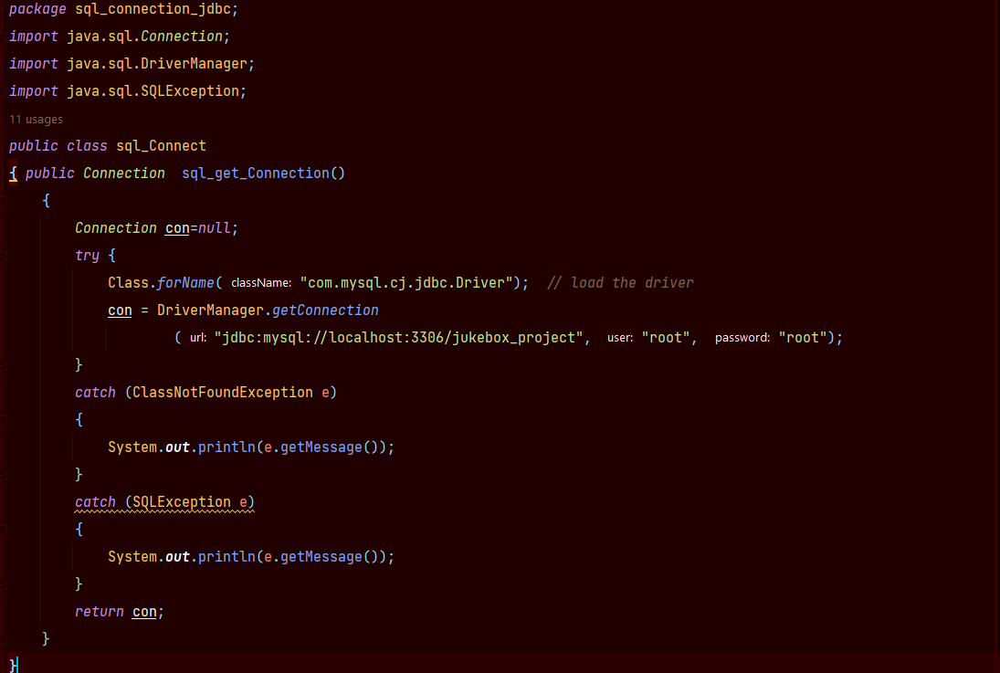 package sql_connection_jdbc;
import java.sql.Connection;
import java.sql.DriverManager;
import java.sql.SQLException;
11 usages
public class sql_Connect
{ public Connection  sql_get_Connection()
    {
        Connection con=null;
        try {
            Class.forName( className: "com.mysql.cj.jdbc.Driver");  // load the driver
            con = DriverManager.getConnection
                    ( url: "jdbc:mysql://localhost:3306/jukebox_project",  user: "root",  password: "root");
        }
        catch (ClassNotFoundException e)
        {
            System.out.println(e.getMessage());
        }
        catch (SQLException e)
        {
            System.out.println(e.getMessage());
        }
        return con;
    }
}